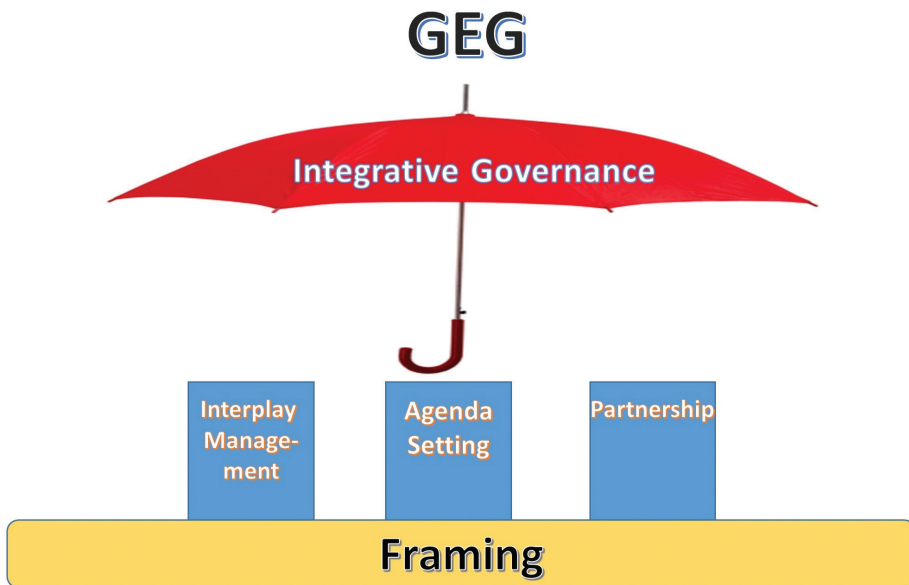 GEG
Integrative Governance
Interplay
Manage-
ment
Agenda
Setting
Partnership
Framing